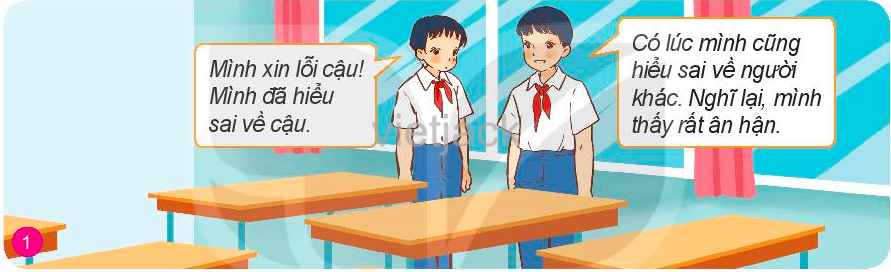 Mình xin lỗi cậu!
Mình đã hiểu
sai về cậu.
Có lúc mình cũng
hiểu sai về người
khác. Nghĩ lại, mình
thấy rất ân hận.
vietjack
1